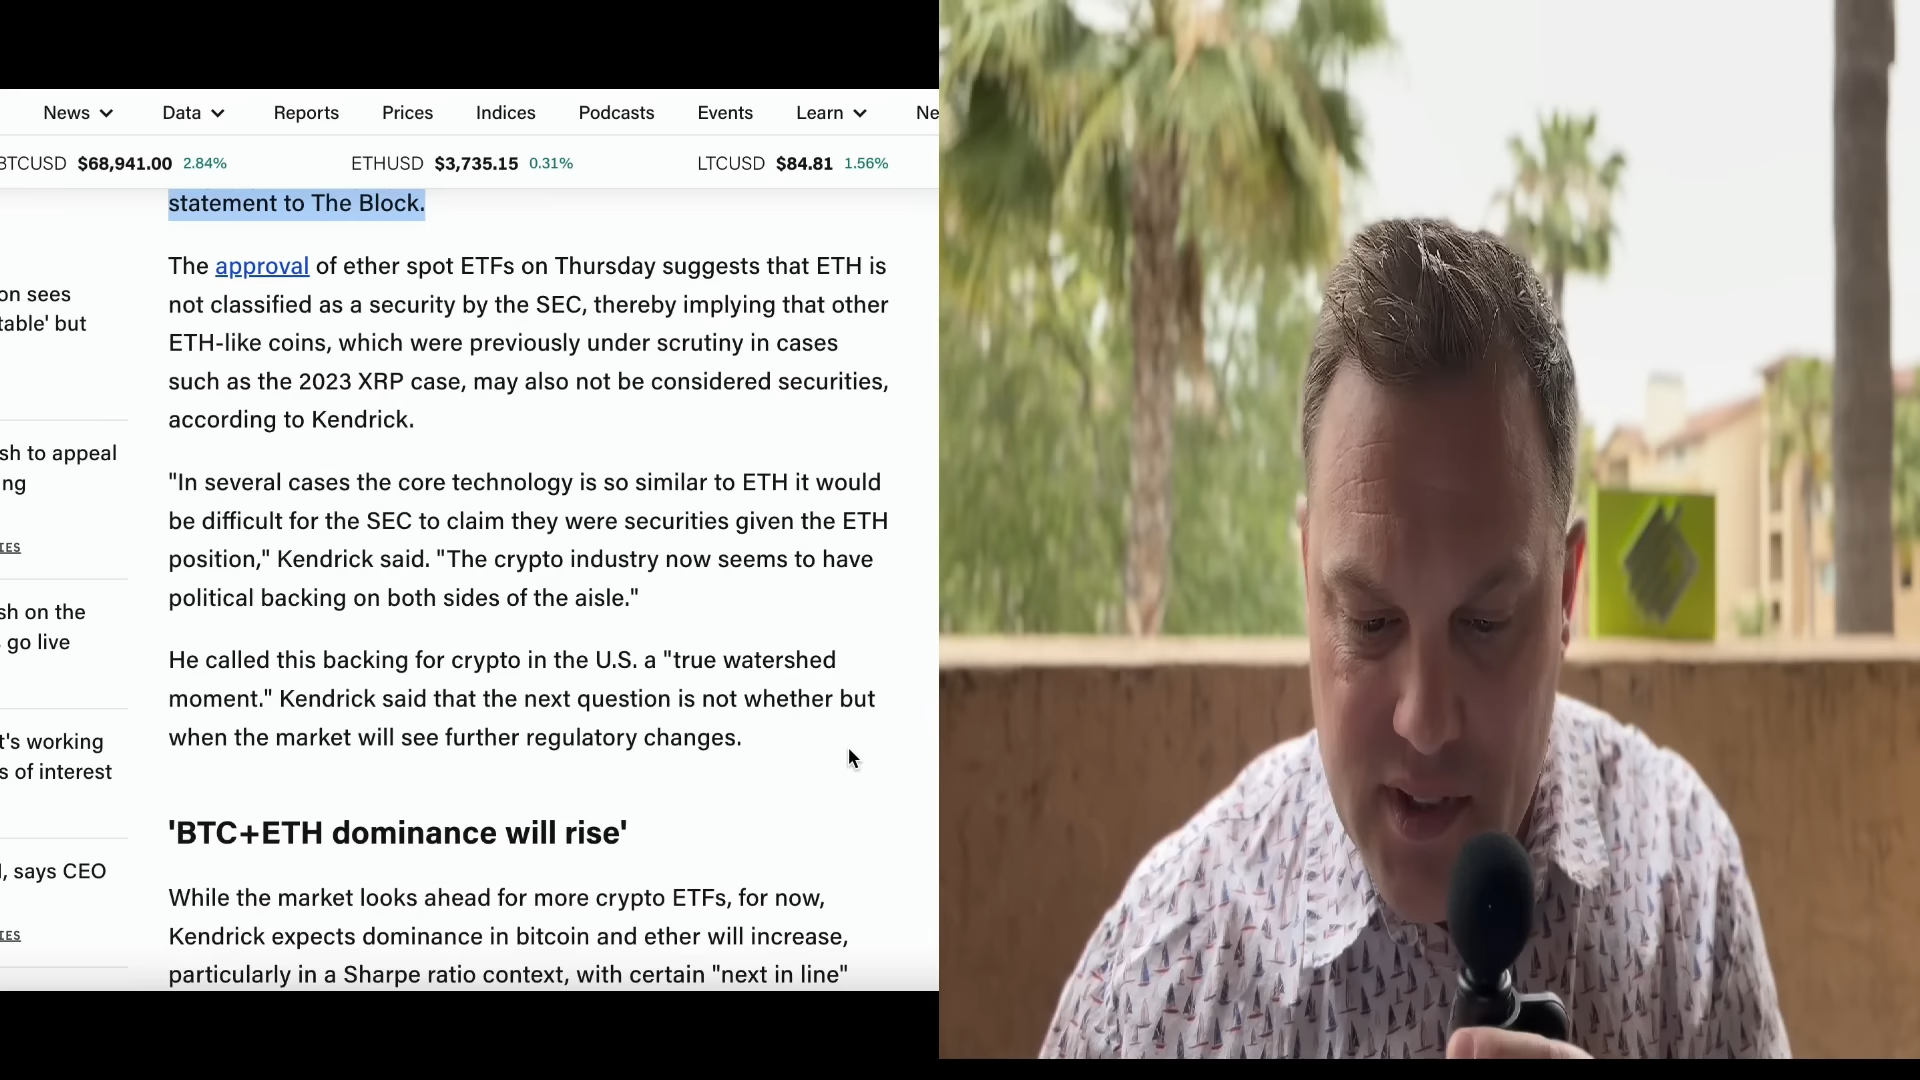 News
Data
Reports
Prices
Indices
Podcasts
Events
Learn
Ne
BTCUSD $68,941.00 2.84%
ETHUSD $3,735.15 0.31%
LTCUSD $84.81 1.56%
statement to The Block.
The approval of ether spot ETFs on Thursday suggests that ETH is
not classified as a security by the SEC, thereby implying that other
ETH-like coins, which were previously under scrutiny in cases
such as the 2023 XRP case, may also not be considered securities,
according to Kendrick.
"In several cases the core technology is so similar to ETH it would
be difficult for the SEC to claim they were securities given the ETH
position," Kendrick said. "The crypto industry now seems to have
political backing on both sides of the aisle."
He called this backing for crypto in the U.S. a "true watershed
moment." Kendrick said that the next question is not whether but
when the market will see further regulatory changes.
'BTC+ETH dominance will rise'
While the market looks ahead for more crypto ETFs, for now,
Kendrick expects dominance in bitcoin and ether will increase,
particularly in a Sharpe ratio context, with certain "next in line"
on sees
table' but
sh to appeal
ng
IES
sh on the
go live
t's working
s of interest
, says CEO
IES